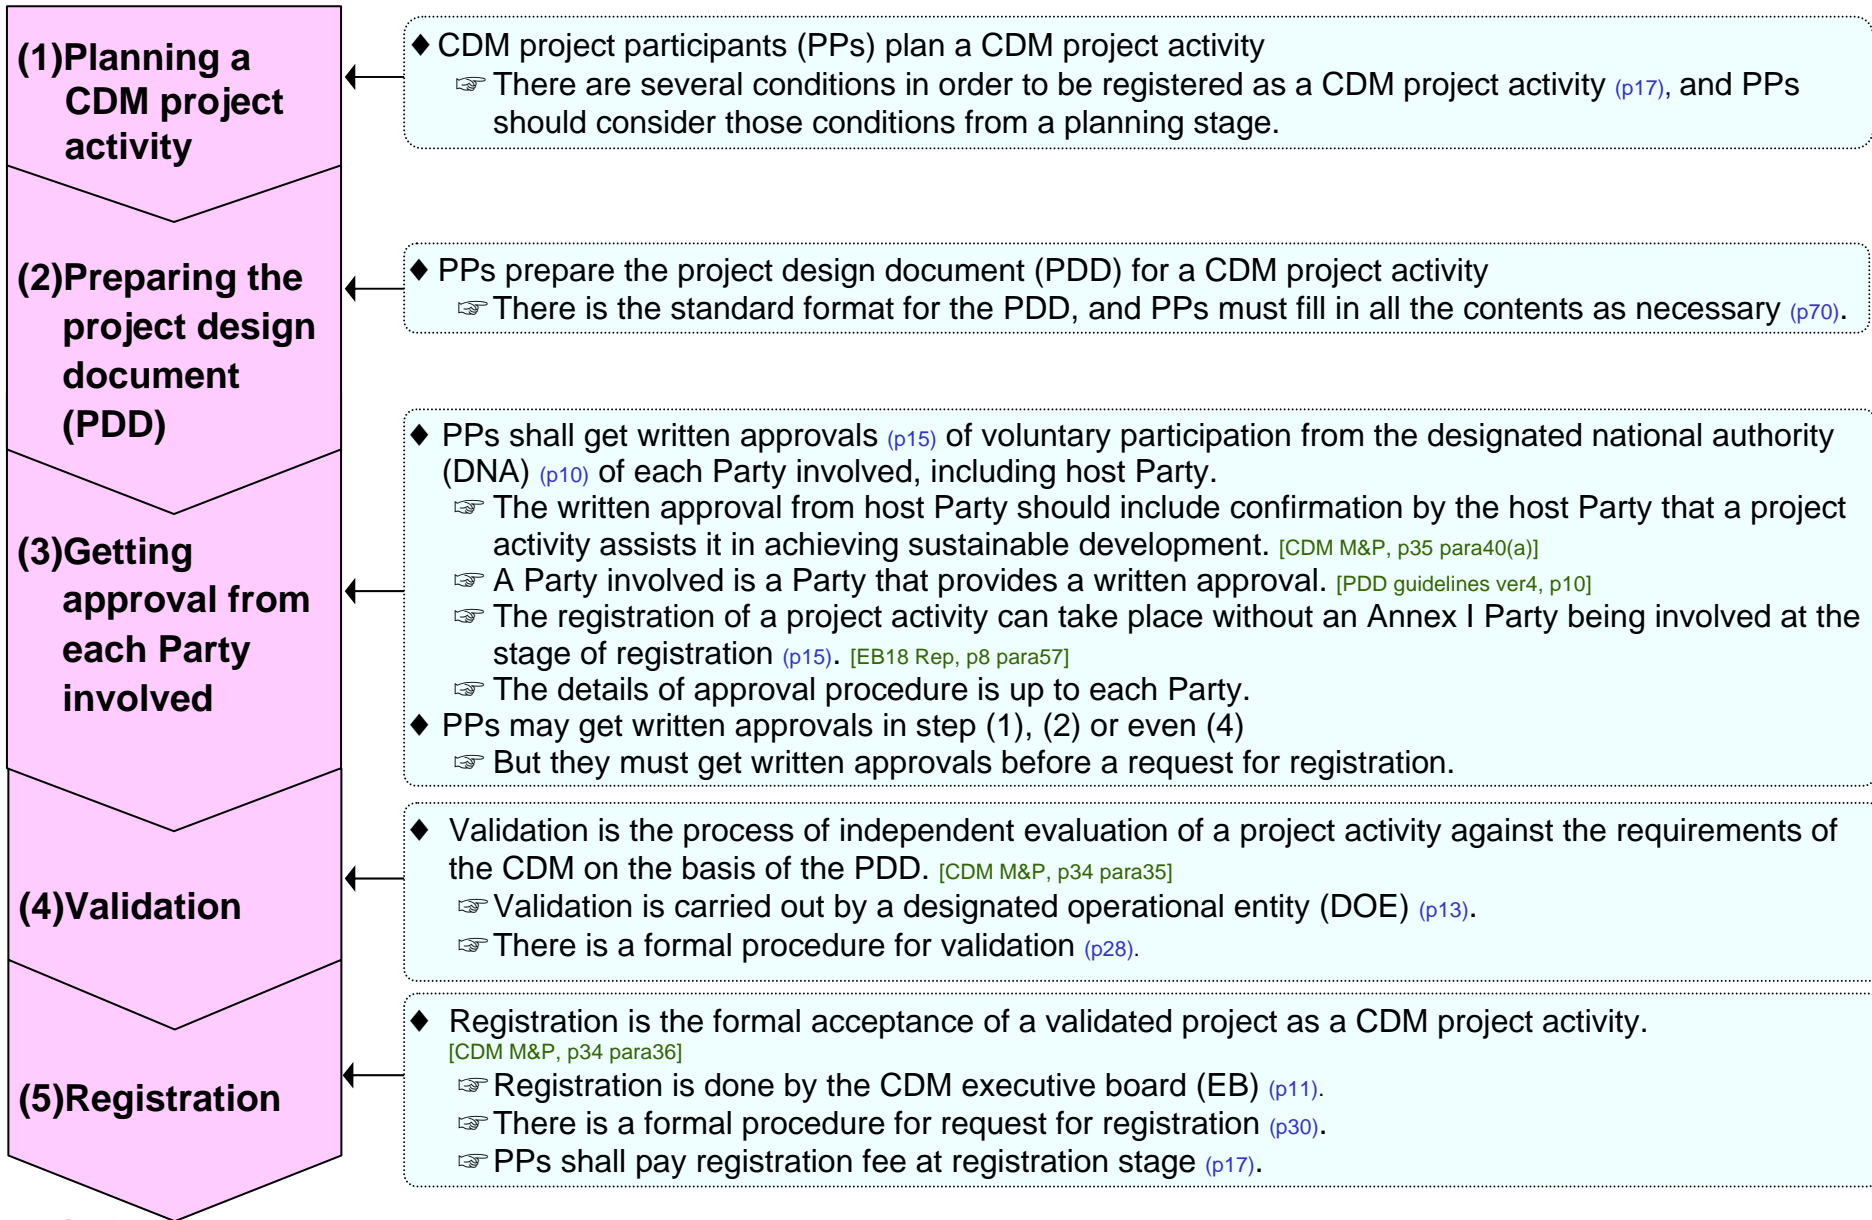 (1)Planning a
CDM project
activity
♦ CDM project participants (PPs) plan a CDM project activity
☞ There are several conditions in order to be registered as a CDM project activity (p17), and PPs
should consider those conditions from a planning stage.
(2)Preparing the
project design
document
(PDD)
♦ PPs prepare the project design document (PDD) for a CDM project activity
☞ There is the standard format for the PDD, and PPs must fill in all the contents as necessary (p70).
(3)Getting
approval from
each Party
involved
♦ PPs shall get written approvals (p15) of voluntary participation from the designated national authority
(DNA) (p10) of each Party involved, including host Party.
☞ The written approval from host Party should include confirmation by the host Party that a project
activity assists it in achieving sustainable development. [CDM M&P, p35 para40(a)]
☞ A Party involved is a Party that provides a written approval. [PDD guidelines ver4, p10]
☞ The registration of a project activity can take place without an Annex I Party being involved at the
stage of registration (p15). [EB18 Rep, p8 para57]
☞ The details of approval procedure is up to each Party.
♦ PPs may get written approvals in step (1), (2) or even (4)
☞ But they must get written approvals before a request for registration.
(4)Validation
♦ Validation is the process of independent evaluation of a project activity against the requirements of
the CDM on the basis of the PDD. [CDM M&P, p34 para35]
☞ Validation is carried out by a designated operational entity (DOE) (p13).
☞ There is a formal procedure for validation (p28).
(5)Registration
♦ Registration is the formal acceptance of a validated project as a CDM project activity.
[CDM M&P, p34 para36]
☞ Registration is done by the CDM executive board (EB) (p11).
☞ There is a formal procedure for request for registration (p30).
☞ PPs shall pay registration fee at registration stage (p17).